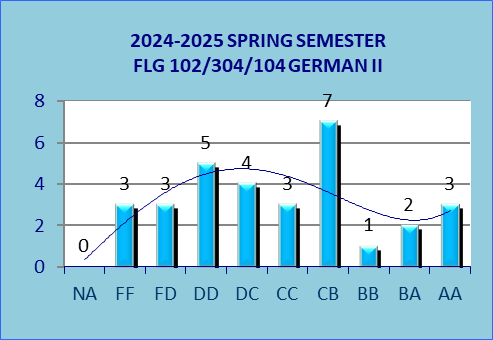 2024-2025 SPRING SEMESTER
FLG 102/304/104 GERMAN II
8
6
4
2
0
0 3 3 5 4 3 7 1 2 3
NA FF FD DD DC CC CB BB BA AA